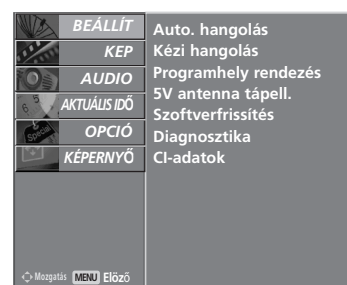 BEÁLLÍT
KEP
AUDIO
AKTUÁLIS IDŐ
OPCIÓ
KÉPERNYŐ
Auto. hangolás
Kézi hangolás
Programhely rendezés
5V antenna tápell.
Szoftverfrissítés
Diagnosztika
CI-adatok
Mozgatás MENU Előző